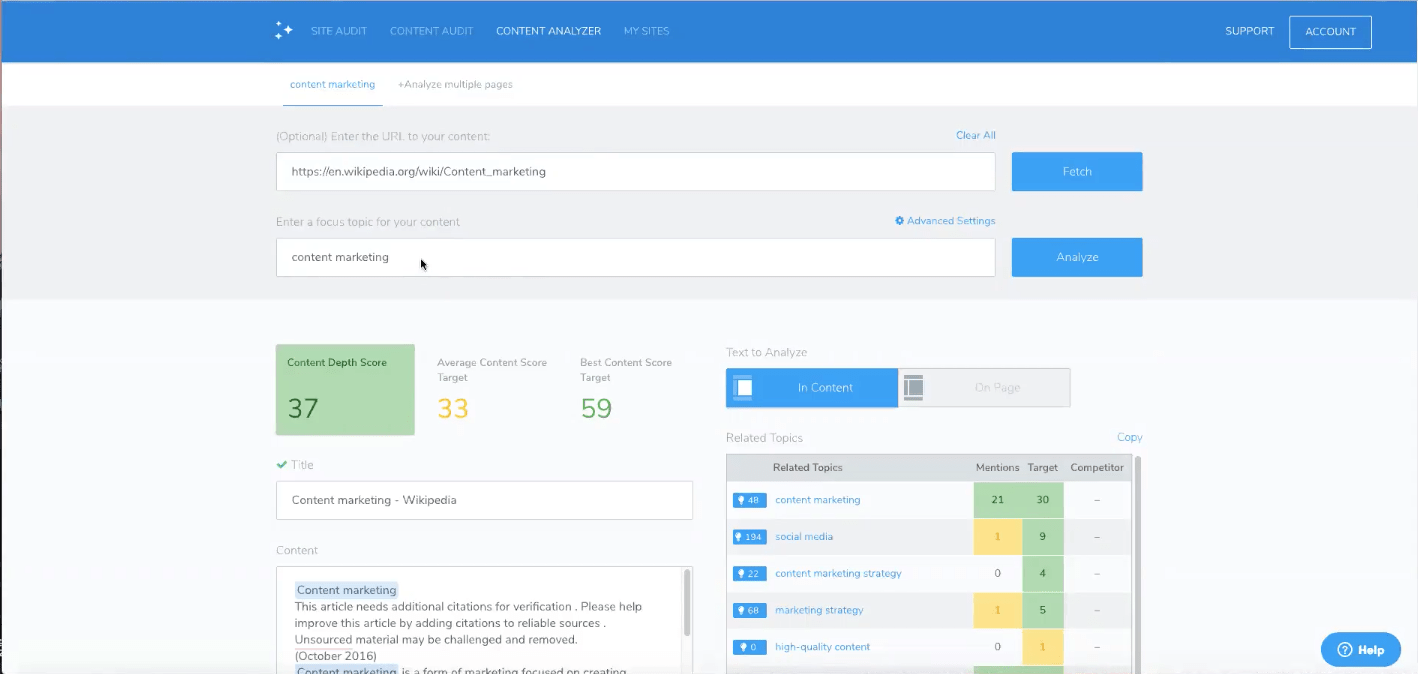 SITE AUDIT CONTENT AUDIT CONTENT ANALYZER MY SITES SUPPORT ACCOUNT
content marketing +Analyze multiple pages
(Optional) Enter the URL to your content: Clear All
https://en.wikipedia.org/wiki/Content_marketing Fetch
Enter a focus topic for your content Advanced Settings
content marketing Analyze
Content Depth Score
37
Average Content Score
Target
33
Best Content Score
Target
59
Title
Content marketing - Wikipedia
Content
Content marketing
This article needs additional citations for verification . Please help
improve this article by adding citations to reliable sources .
Unsourced material may be challenged and removed.
(October 2016)
Content marketing is a form of marketing focused on creating,
Text to Analyze
In Content On Page
Related Topics Copy
Related Topics Mentions Target Competitor
48 content marketing 21 30 –
194 social media 1 9 –
22 content marketing strategy 0 4 –
68 marketing strategy 1 5 –
0 high-quality content 0 1 –
Help